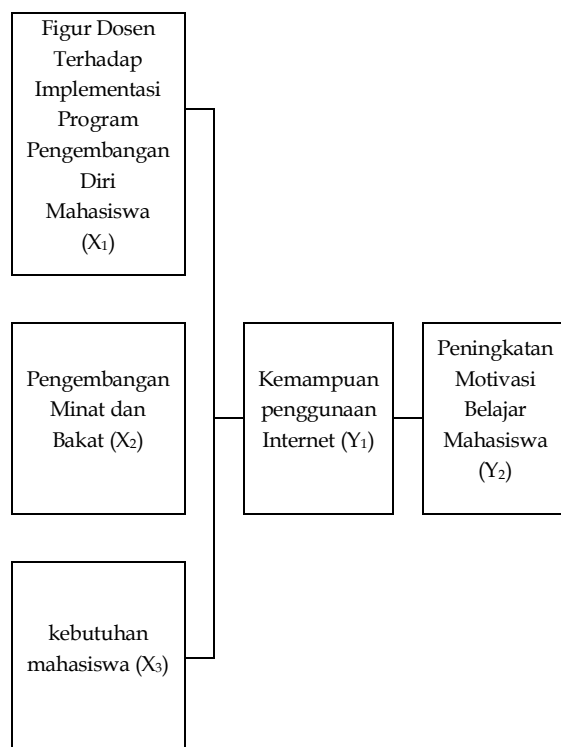 Figur Dosen
Terhadap
Implementasi
Program
Pengembangan
Diri
Mahasiswa
(X₁)
Pengembangan
Minat dan
Bakat (X₂)
kebutuhan
mahasiswa (X₃)
Kemampuan
penggunaan
Internet (Y₁)
Peningkatan
Motivasi
Belajar
Mahasiswa
(Y₂)